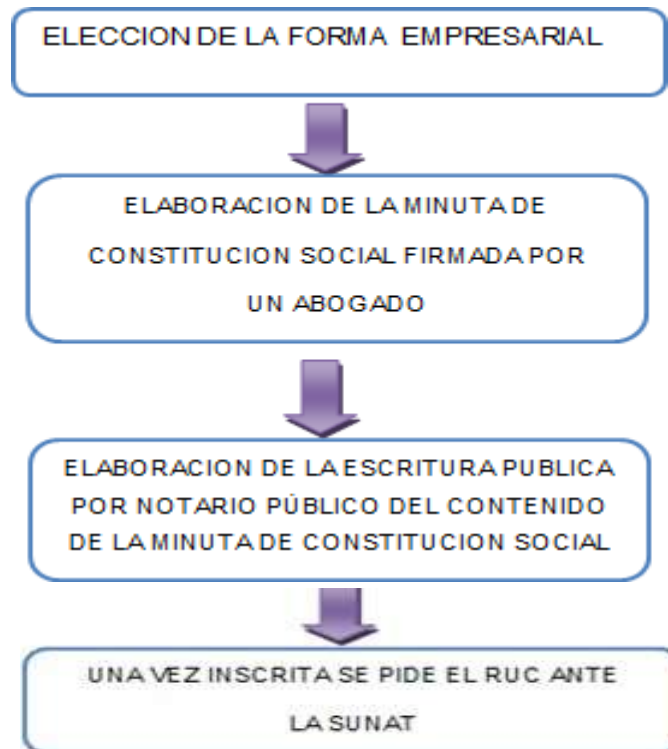 ELECCION DE LA FORMA EMPRESARIAL
ELABORACION DE LA MINUTA DE
CONSTITUCION SOCIAL FIRMADA POR
UN ABOGADO
ELABORACION DE LA ESCRITURA PUBLICA
POR NOTARIO PÚBLICO DEL CONTENIDO
DE LA MINUTA DE CONSTITUCION SOCIAL
UNA VEZ INSCRITA SE PIDE EL RUC ANTE
LA SUNAT